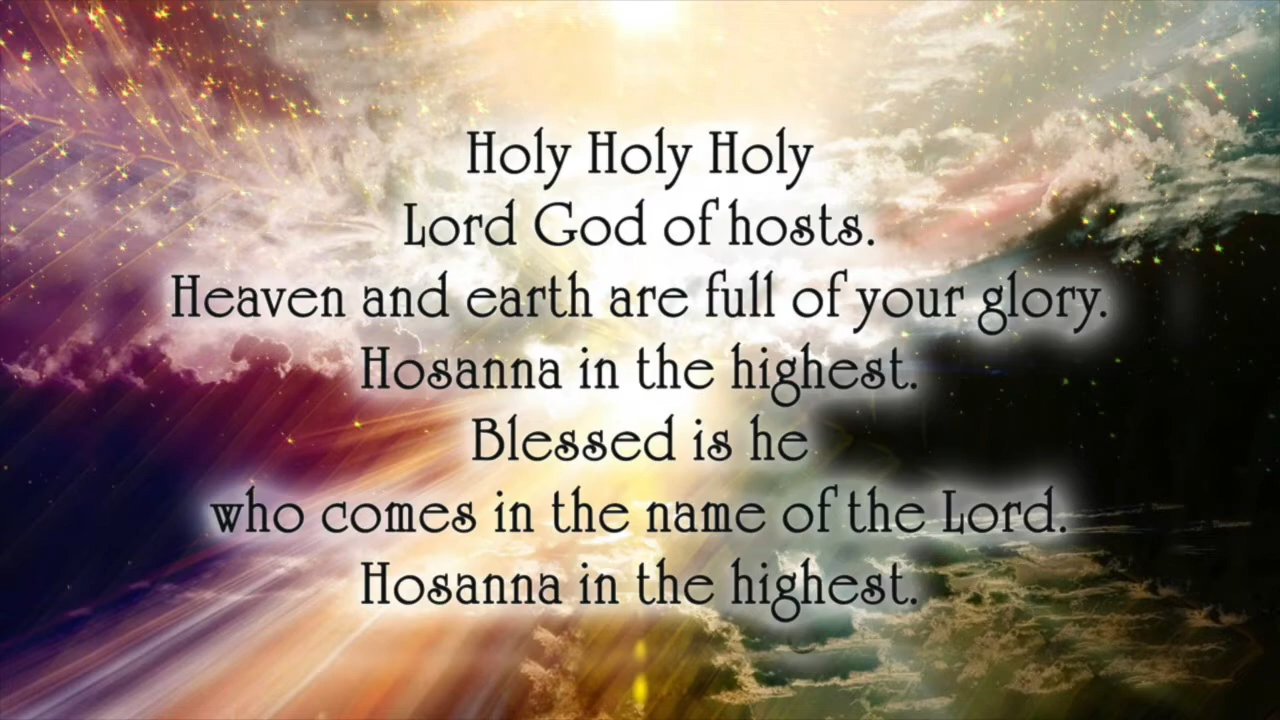 Holy Holy Holy
Lord God of hosts.
Heaven and earth are full of your glory.
Hosanna in the highest.
Blessed is he
who comes in the name of the Lord.
Hosanna in the highest.